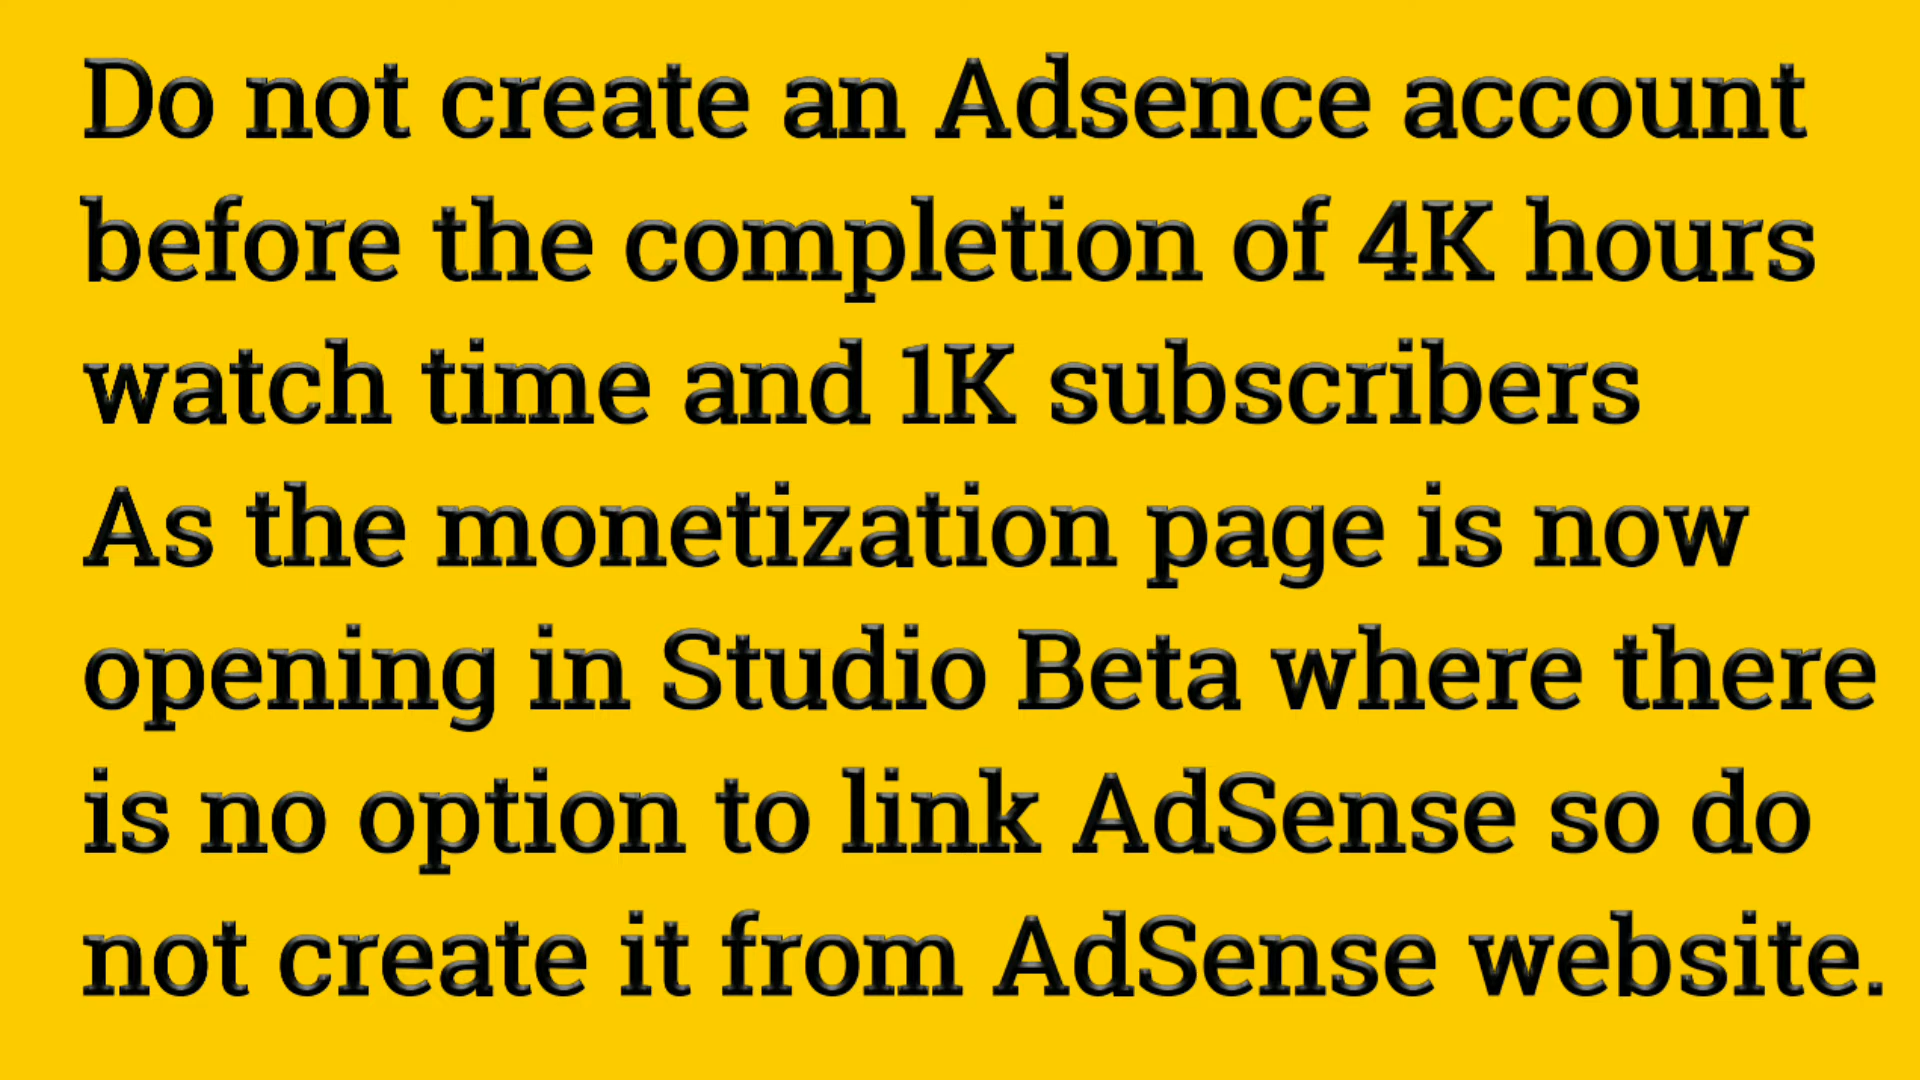 Do not create an Adsence account
before the completion of 4K hours
watch time and 1K subscribers
As the monetization page is now
opening in Studio Beta where there
is no option to link AdSense so do
not create it from AdSense website.